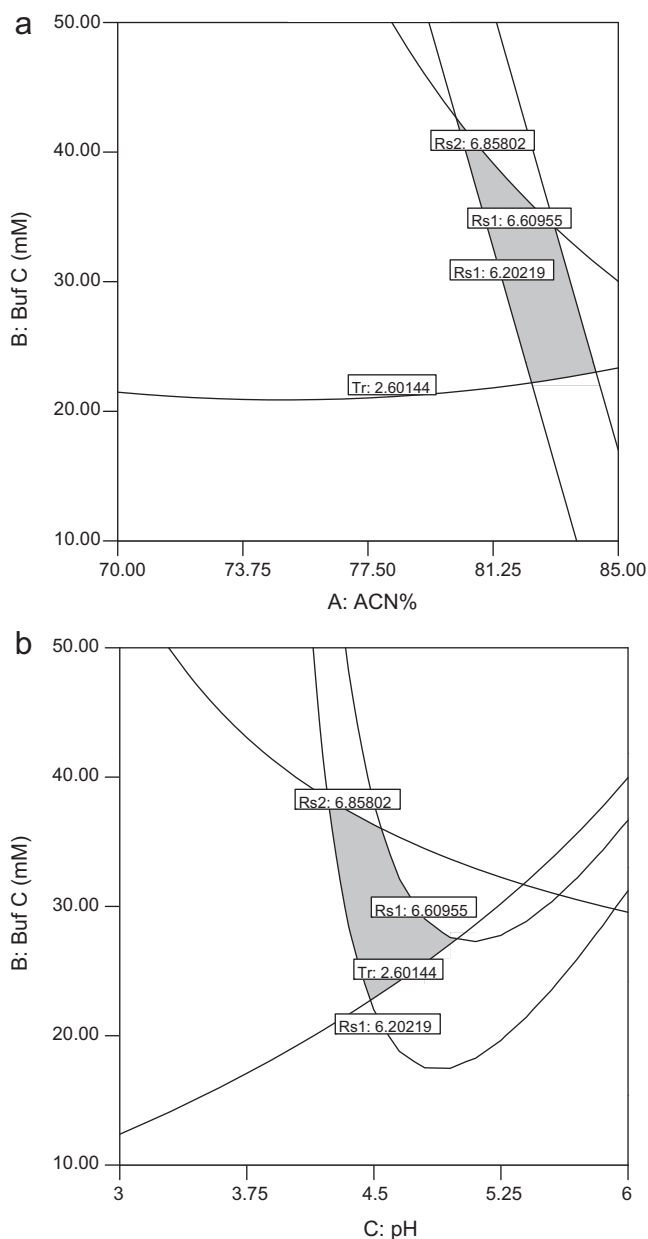 a
50.00
40.00
30.00
20.00
10.00
B: Buf C (mM)
Rs2: 6.85802
Rs1: 6.60955
Rs1: 6.20219
Tr: 2.60144
70.00 73.75 77.50 81.25 85.00
A: ACN%
b
50.00
40.00
30.00
20.00
10.00
B: Buf C (mM)
Rs2: 6.85802
Rs1: 6.60955
Tr: 2.60144
Rs1: 6.20219
3 3.75 4.5 5.25 6
C: pH